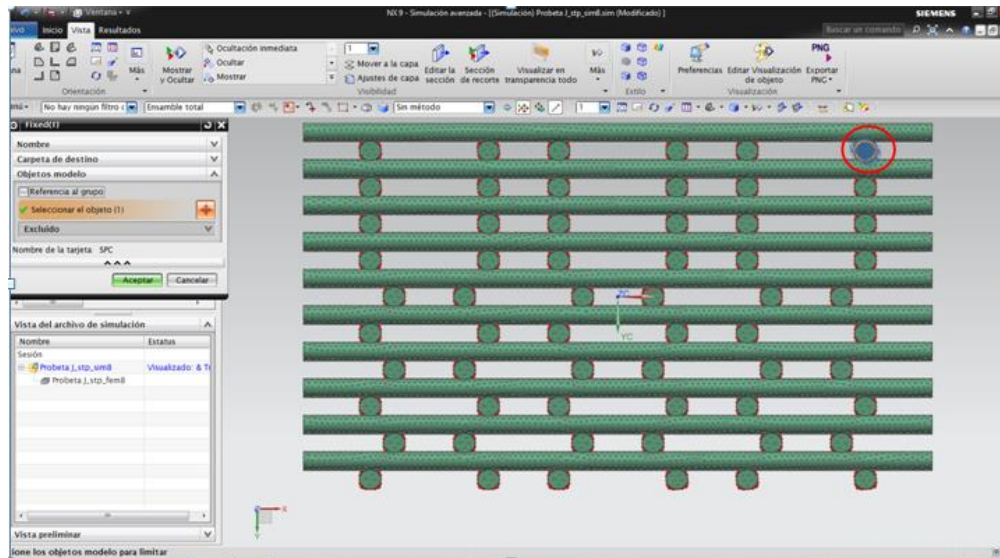 Ventana
NX 9 - Simulación avanzada - [(Simulación) Probeta J_stp_sim8.sim (Modificado) ]
SIEMENS
Inicio Vista Resultados
Buscar un comando
Más
Mostrar y Ocultar
Ocultación inmediata
Ocultar
Mostrar
1
Mover a la capa
Ajustes de capa
Editar la sección
Sección de recorte
Visualizar en transparencia todo
Más
Preferencias
Editar Visualización de objeto
PNG
Exportar PNG
Orientación
Visibilidad
Estilo
Visualización
No hay ningún filtro
Ensamble total
Sin método
Fixed(1)
Nombre
Carpeta de destino
Objetos modelo
Referencia al grupo
Seleccionar el objeto (1)
Excluido
Nombre de la tarjeta SPC
Aceptar
Cancelar
Vista del archivo de simulación
Nombre Estatus
Sesión
Probeta J_stp_sim8 Visualizado: & T
Probeta J_stp_fem8
Vista preliminar
ione los objetos modelo para limitar
ZC
YC
X
Y